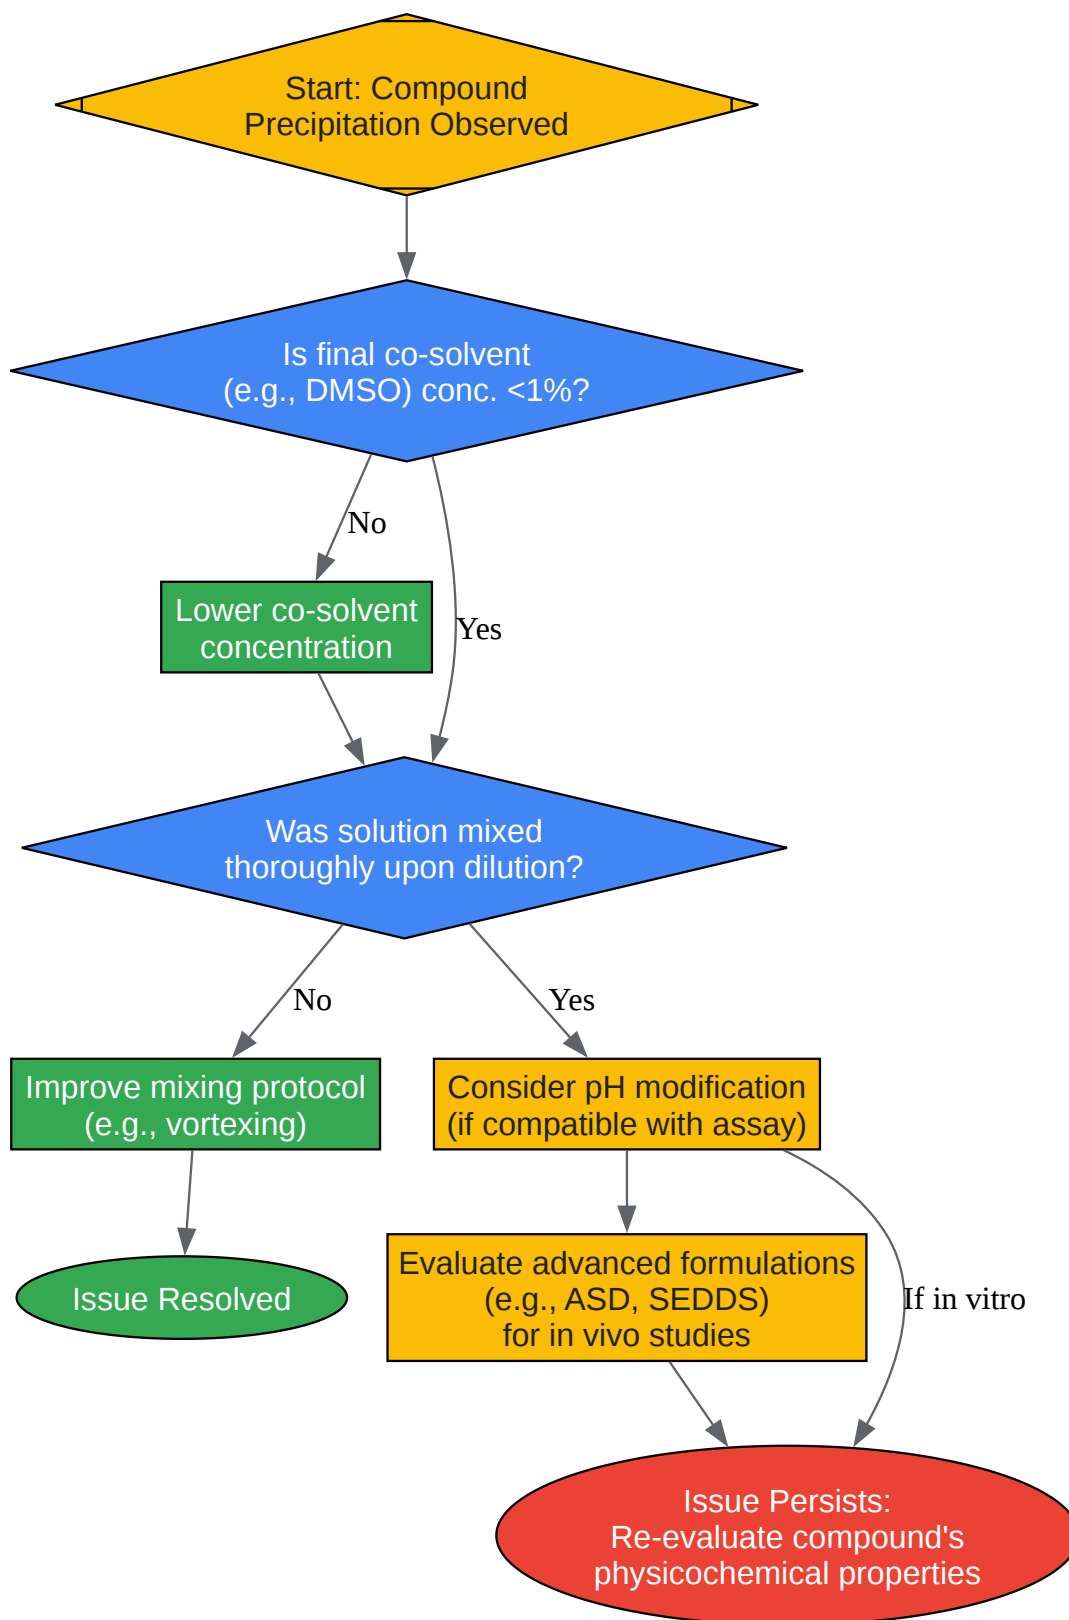 Start: Compound
Precipitation Observed
Is final co-solvent
(e.g., DMSO) conc. <1%?
No
Lower co-solvent
concentration
Yes
Was solution mixed
thoroughly upon dilution?
No
Yes
Improve mixing protocol
(e.g., vortexing)
Consider pH modification
(if compatible with assay)
Issue Resolved
Evaluate advanced formulations
(e.g., ASD, SEDDS)
for in vivo studies
If in vitro
Issue Persists:
Re-evaluate compound's
physicochemical properties